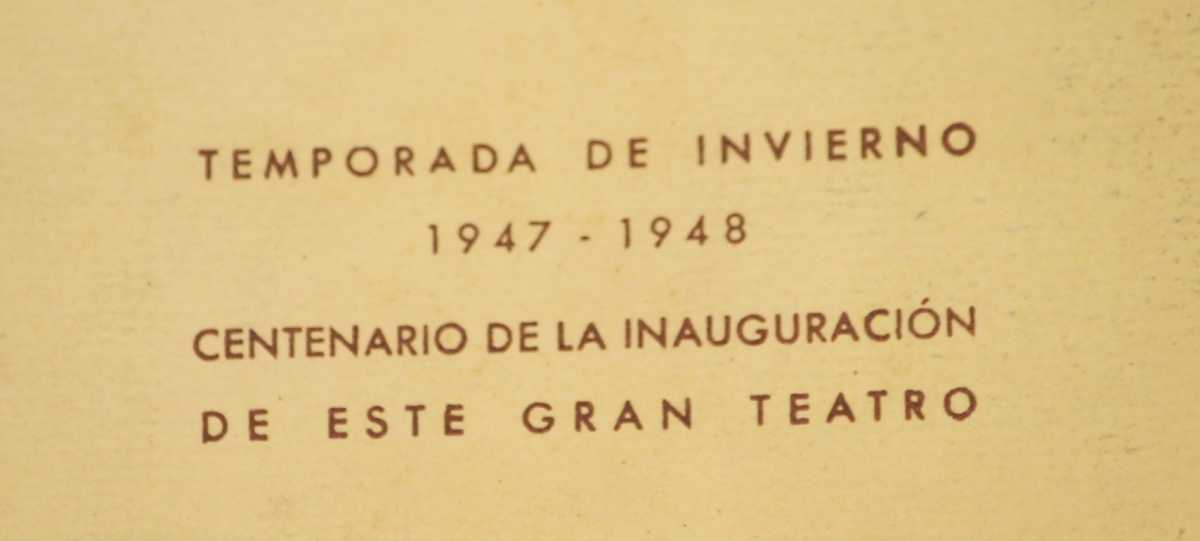 TEMPORADA DE INVIERNO
1947 - 1948
CENTENARIO DE LA INAUGURACIÓN
DE ESTE GRAN TEATRO